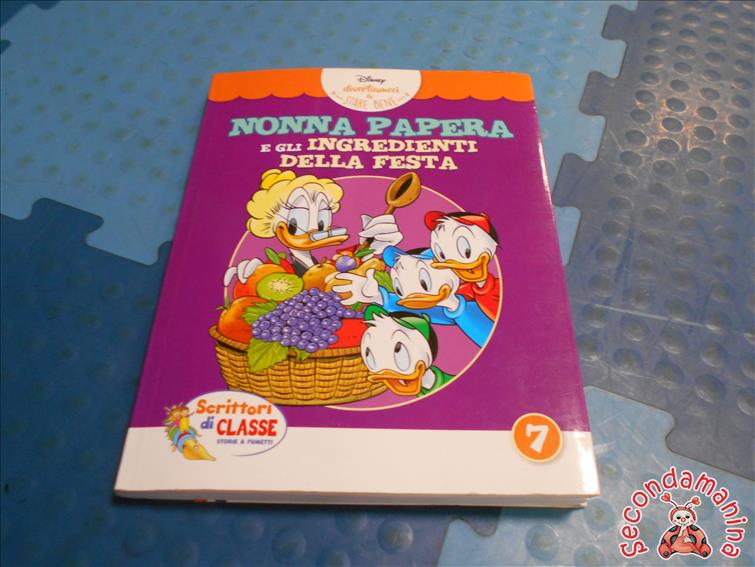 Disney
divertiamoci
a
STARE BENE
NONNA PAPERA
E GLI INGREDIENTI
DELLA FESTA
Scrittori
di CLASSE
STORIE A FUMETTI
7
secondamanina